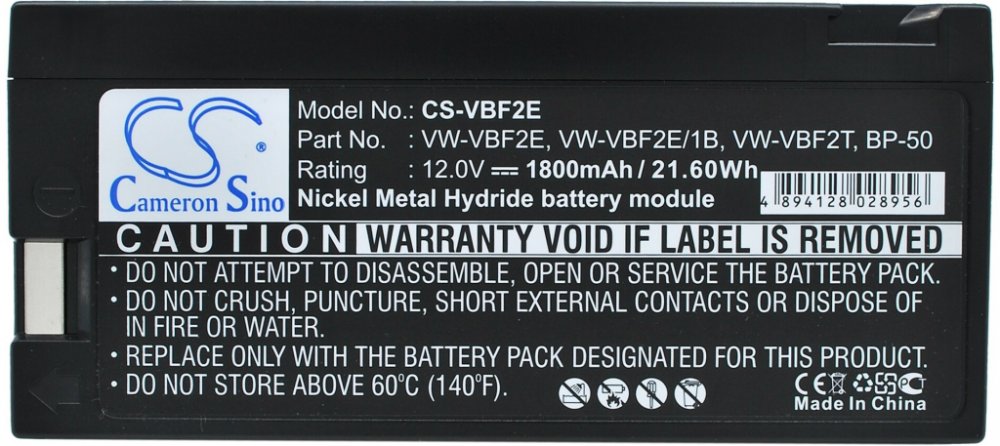 CS
®
Cameron Sino
Model No.: CS-VBF2E
Part No. : VW-VBF2E, VW-VBF2E/1B, VW-VBF2T, BP-50
Rating : 12.0V ⎓ 1800mAh / 21.60Wh
Nickel Metal Hydride battery module
4 894128 028956
CAUTION WARRANTY VOID IF LABEL IS REMOVED
• DO NOT ATTEMPT TO DISASSEMBLE, OPEN OR SERVICE THE BATTERY PACK.
• DO NOT CRUSH, PUNCTURE, SHORT EXTERNAL CONTACTS OR DISPOSE OF
IN FIRE OR WATER.
• REPLACE ONLY WITH THE BATTERY PACK DESIGNATED FOR THIS PRODUCT.
• DO NOT STORE ABOVE 60°C (140°F).
CE PCT
Made In China